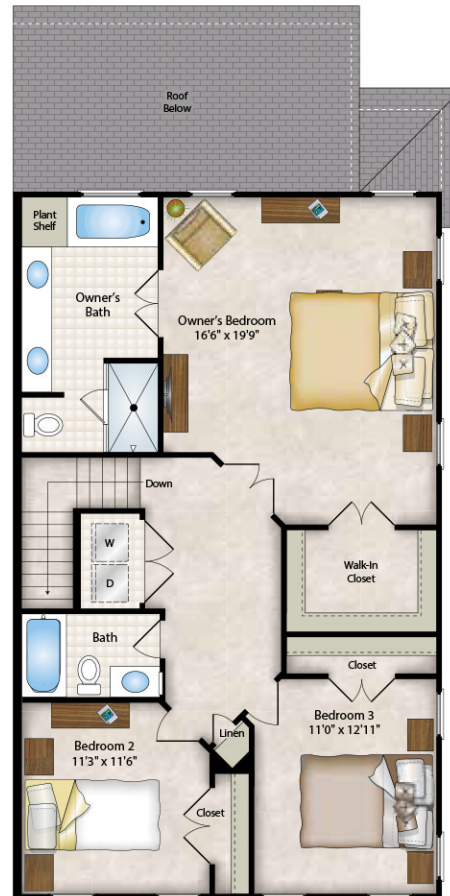 Roof
Below
Plant
Shelf
Owner's
Bath
Owner's Bedroom
16'6" x 19'9"
Down
W
D
Walk-In
Closet
Bath
Closet
Linen
Bedroom 3
11'0" x 12'11"
Bedroom 2
11'3" x 11'6"
Closet